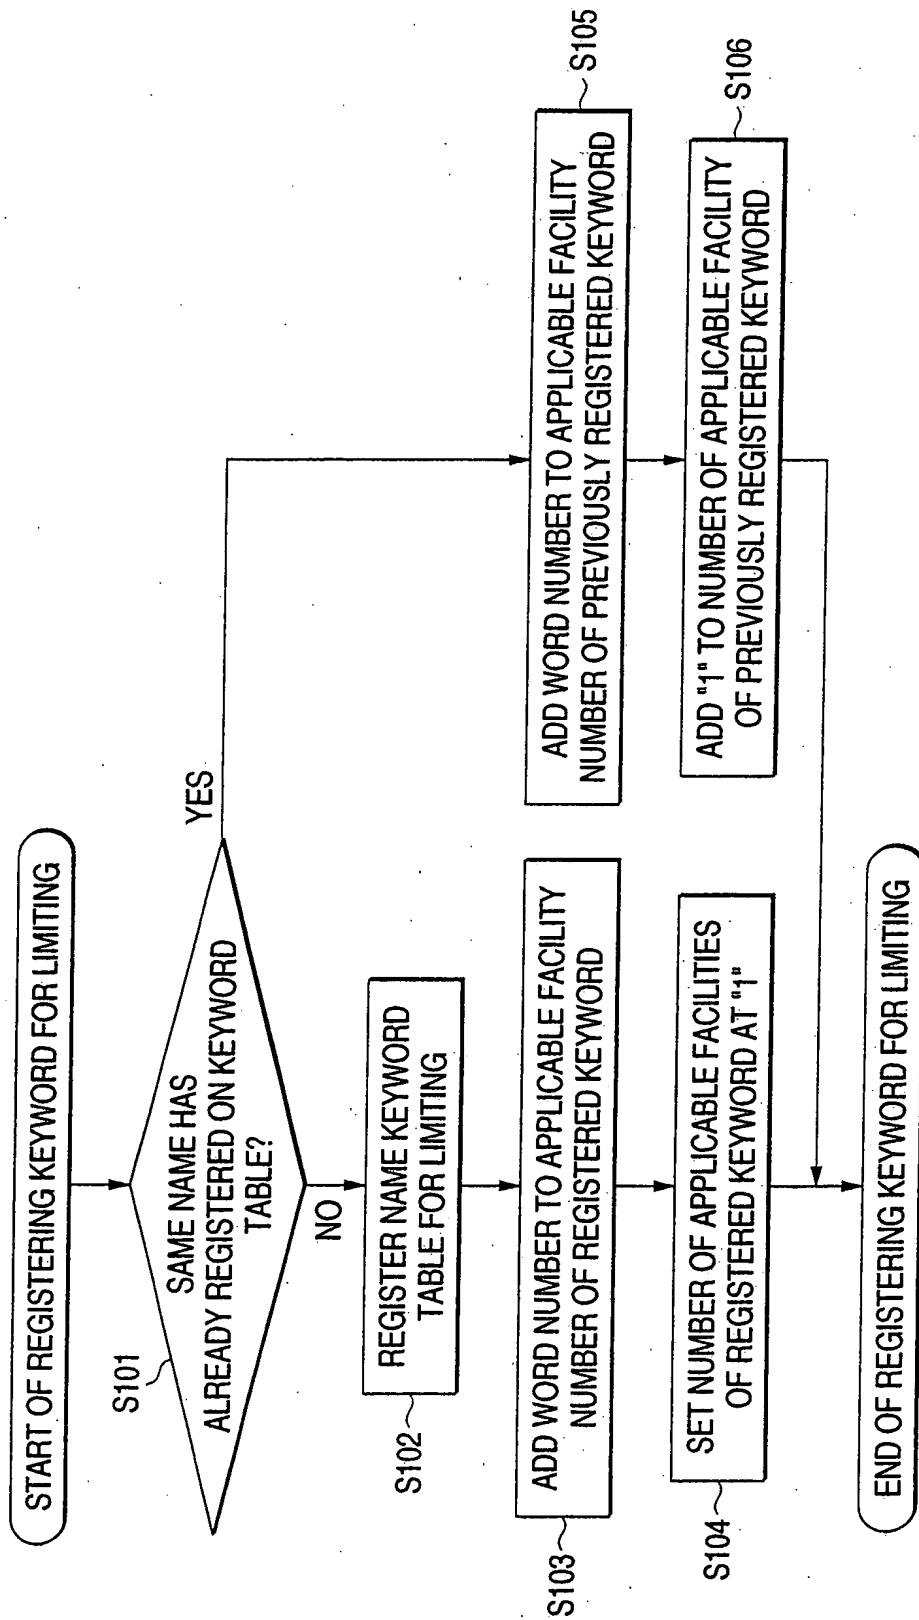 START OF REGISTERING KEYWORD FOR LIMITING
S101
SAME NAME HAS
ALREADY REGISTERED ON KEYWORD
TABLE?
YES
NO
S102
REGISTER NAME KEYWORD
TABLE FOR LIMITING
S103
ADD WORD NUMBER TO APPLICABLE FACILITY
NUMBER OF REGISTERED KEYWORD
S104
SET NUMBER OF APPLICABLE FACILITIES
OF REGISTERED KEYWORD AT "1"
S105
ADD WORD NUMBER TO APPLICABLE FACILITY
NUMBER OF PREVIOUSLY REGISTERED KEYWORD
S106
ADD "1" TO NUMBER OF APPLICABLE FACILITY
OF PREVIOUSLY REGISTERED KEYWORD
END OF REGISTERING KEYWORD FOR LIMITING